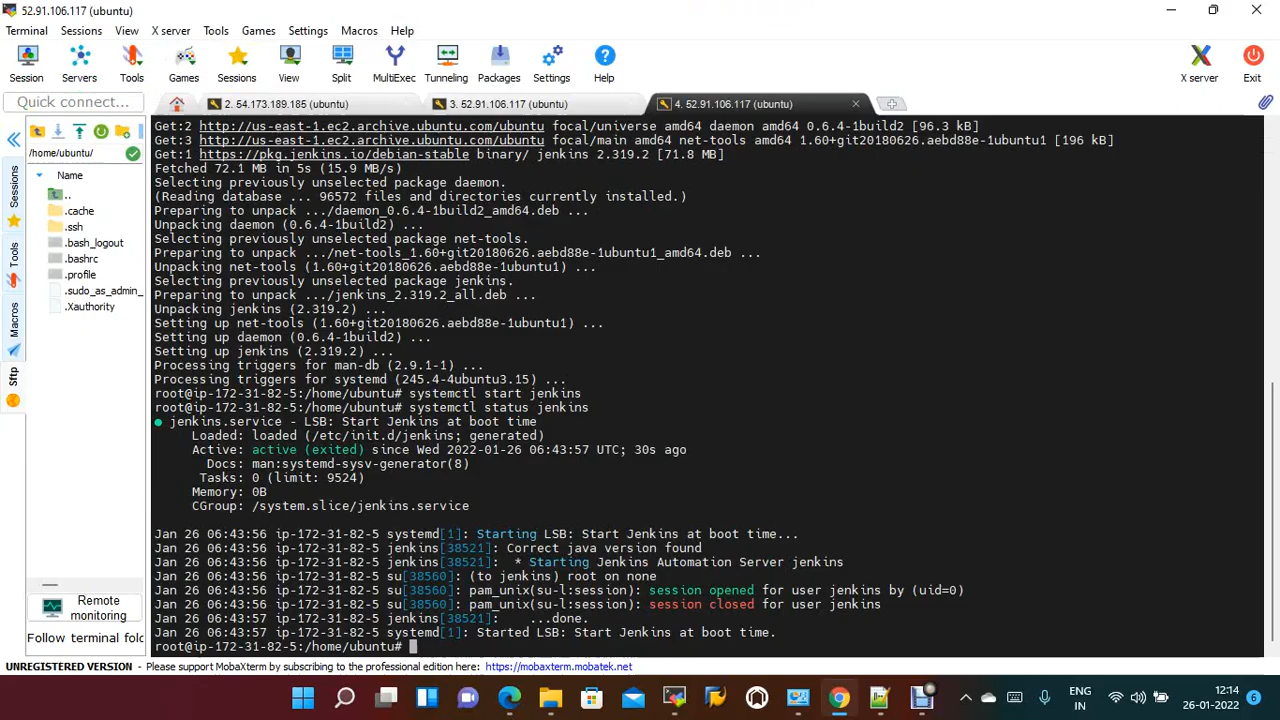 52.91.106.117 (ubuntu)
Terminal Sessions View X server Tools Games Settings Macros Help
Session Servers Tools Games Sessions View Split MultiExec Tunneling Packages Settings Help X server Exit
Quick connect... 2. 54.173.189.185 (ubuntu) 3. 52.91.106.117 (ubuntu) 4. 52.91.106.117 (ubuntu)
/home/ubuntu/
Name
..
.cache
.ssh
.bash_logout
.bashrc
.profile
.sudo_as_admin_
.Xauthority
Sessions
Tools
Macros
Sftp
Remote
monitoring
Follow terminal fold
Get:2 http://us-east-1.ec2.archive.ubuntu.com/ubuntu focal/universe amd64 daemon amd64 0.6.4-1build2 [96.3 kB]
Get:3 http://us-east-1.ec2.archive.ubuntu.com/ubuntu focal/main amd64 net-tools amd64 1.60+git20180626.aebd88e-1ubuntu1 [196 kB]
Get:1 https://pkg.jenkins.io/debian-stable binary/ jenkins 2.319.2 [71.8 MB]
Fetched 72.1 MB in 5s (15.9 MB/s)
Selecting previously unselected package daemon.
(Reading database ... 96572 files and directories currently installed.)
Preparing to unpack .../daemon_0.6.4-1build2_amd64.deb ...
Unpacking daemon (0.6.4-1build2) ...
Selecting previously unselected package net-tools.
Preparing to unpack .../net-tools_1.60+git20180626.aebd88e-1ubuntu1_amd64.deb ...
Unpacking net-tools (1.60+git20180626.aebd88e-1ubuntu1) ...
Selecting previously unselected package jenkins.
Preparing to unpack .../jenkins_2.319.2_all.deb ...
Unpacking jenkins (2.319.2) ...
Setting up net-tools (1.60+git20180626.aebd88e-1ubuntu1) ...
Setting up daemon (0.6.4-1build2) ...
Setting up jenkins (2.319.2) ...
Processing triggers for man-db (2.9.1-1) ...
Processing triggers for systemd (245.4-4ubuntu3.15) ...
root@ip-172-31-82-5:/home/ubuntu# systemctl start jenkins
root@ip-172-31-82-5:/home/ubuntu# systemctl status jenkins
● jenkins.service - LSB: Start Jenkins at boot time
Loaded: loaded (/etc/init.d/jenkins; generated)
Active: active (exited) since Wed 2022-01-26 06:43:57 UTC; 30s ago
Docs: man:systemd-sysv-generator(8)
Tasks: 0 (limit: 9524)
Memory: 0B
CGroup: /system.slice/jenkins.service
Jan 26 06:43:56 ip-172-31-82-5 systemd[1]: Starting LSB: Start Jenkins at boot time...
Jan 26 06:43:56 ip-172-31-82-5 jenkins[38521]: Correct java version found
Jan 26 06:43:56 ip-172-31-82-5 jenkins[38521]: * Starting Jenkins Automation Server jenkins
Jan 26 06:43:56 ip-172-31-82-5 su[38560]: (to jenkins) root on none
Jan 26 06:43:56 ip-172-31-82-5 su[38560]: pam_unix(su-l:session): session opened for user jenkins by (uid=0)
Jan 26 06:43:56 ip-172-31-82-5 su[38560]: pam_unix(su-l:session): session closed for user jenkins
Jan 26 06:43:57 ip-172-31-82-5 jenkins[38521]: ...done.
Jan 26 06:43:57 ip-172-31-82-5 systemd[1]: Started LSB: Start Jenkins at boot time.
root@ip-172-31-82-5:/home/ubuntu#
UNREGISTERED VERSION - Please support MobaXterm by subscribing to the professional edition here: https://mobaxterm.mobatek.net
ENG
IN
12:14
26-01-2022
6